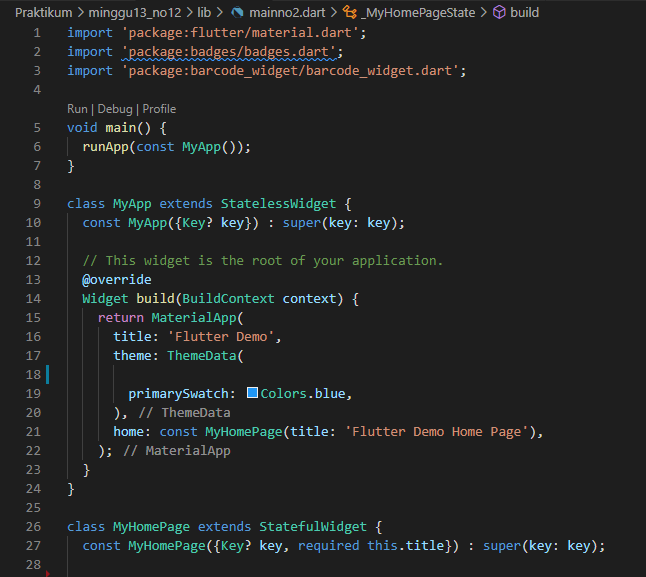 Praktikum > minggu13_no12 > lib > mainno2.dart > _MyHomePageState > build
1 import 'package:flutter/material.dart';
2 import 'package:badges/badges.dart';
3 import 'package:barcode_widget/barcode_widget.dart';
4
Run | Debug | Profile
5 void main() {
6   runApp(const MyApp());
7 }
8
9 class MyApp extends StatelessWidget {
10   const MyApp({Key? key}) : super(key: key);
11
12   // This widget is the root of your application.
13   @override
14   Widget build(BuildContext context) {
15     return MaterialApp(
16       title: 'Flutter Demo',
17       theme: ThemeData(
18
19         primarySwatch: Colors.blue,
20       ), // ThemeData
21       home: const MyHomePage(title: 'Flutter Demo Home Page'),
22     ); // MaterialApp
23   }
24 }
25
26 class MyHomePage extends StatefulWidget {
27   const MyHomePage({Key? key, required this.title}) : super(key: key);
28